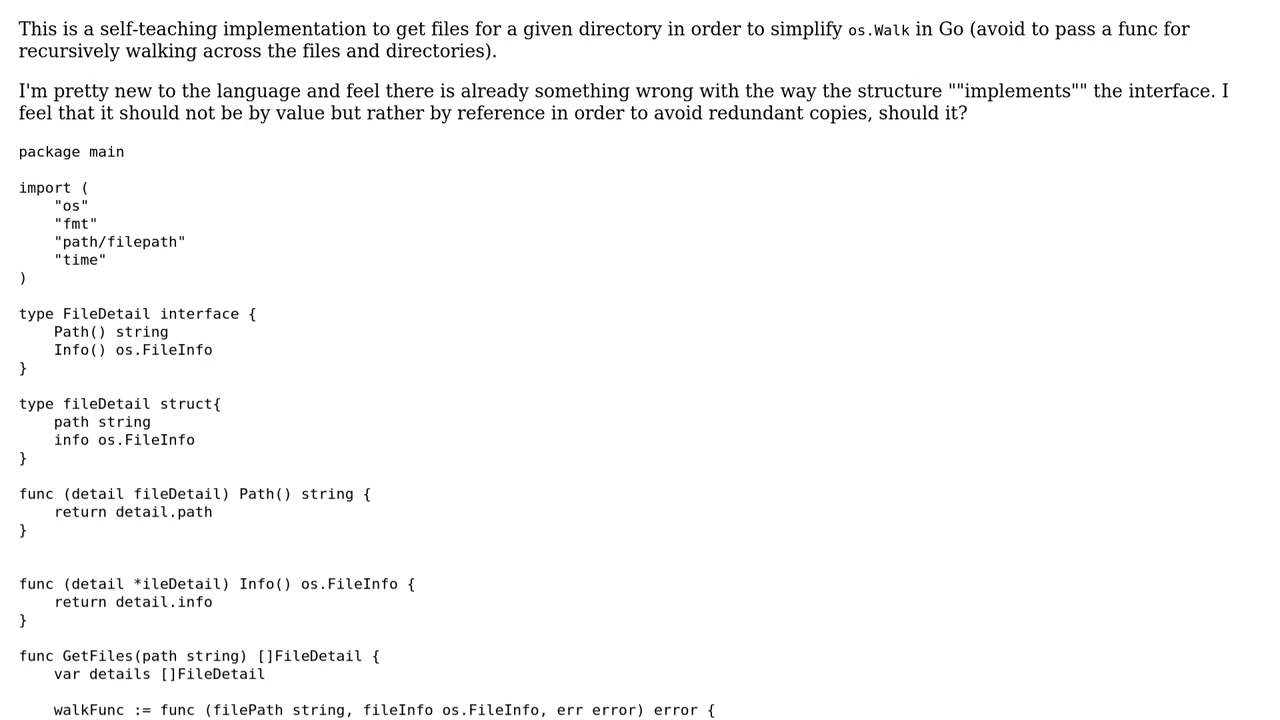 This is a self-teaching implementation to get files for a given directory in order to simplify os.Walk in Go (avoid to pass a func for
recursively walking across the files and directories).
I'm pretty new to the language and feel there is already something wrong with the way the structure ""implements"" the interface. I
feel that it should not be by value but rather by reference in order to avoid redundant copies, should it?
package main
import (
    "os"
    "fmt"
    "path/filepath"
    "time"
)
type FileDetail interface {
    Path() string
    Info() os.FileInfo
}
type fileDetail struct{
    path string
    info os.FileInfo
}
func (detail fileDetail) Path() string {
    return detail.path
}
func (detail *ileDetail) Info() os.FileInfo {
    return detail.info
}
func GetFiles(path string) []FileDetail {
    var details []FileDetail
    walkFunc := func (filePath string, fileInfo os.FileInfo, err error) error {